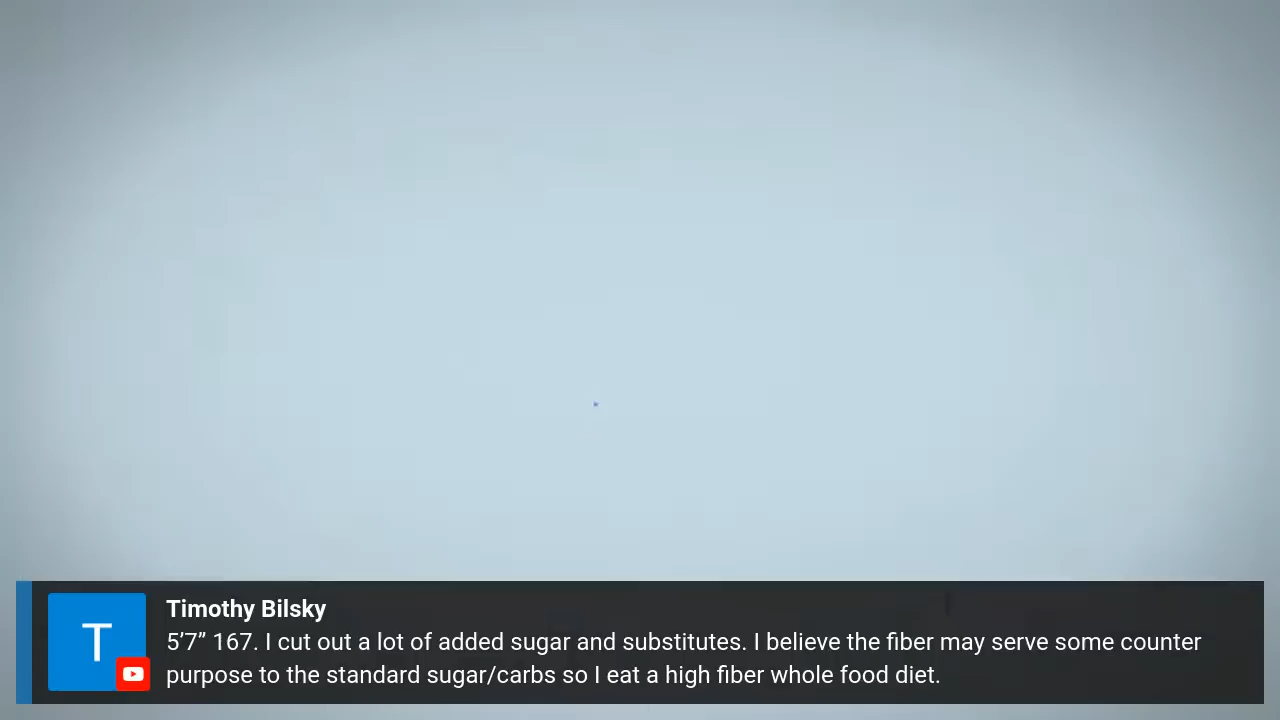 T
Timothy Bilsky
5’7” 167. I cut out a lot of added sugar and substitutes. I believe the fiber may serve some counter
purpose to the standard sugar/carbs so I eat a high fiber whole food diet.